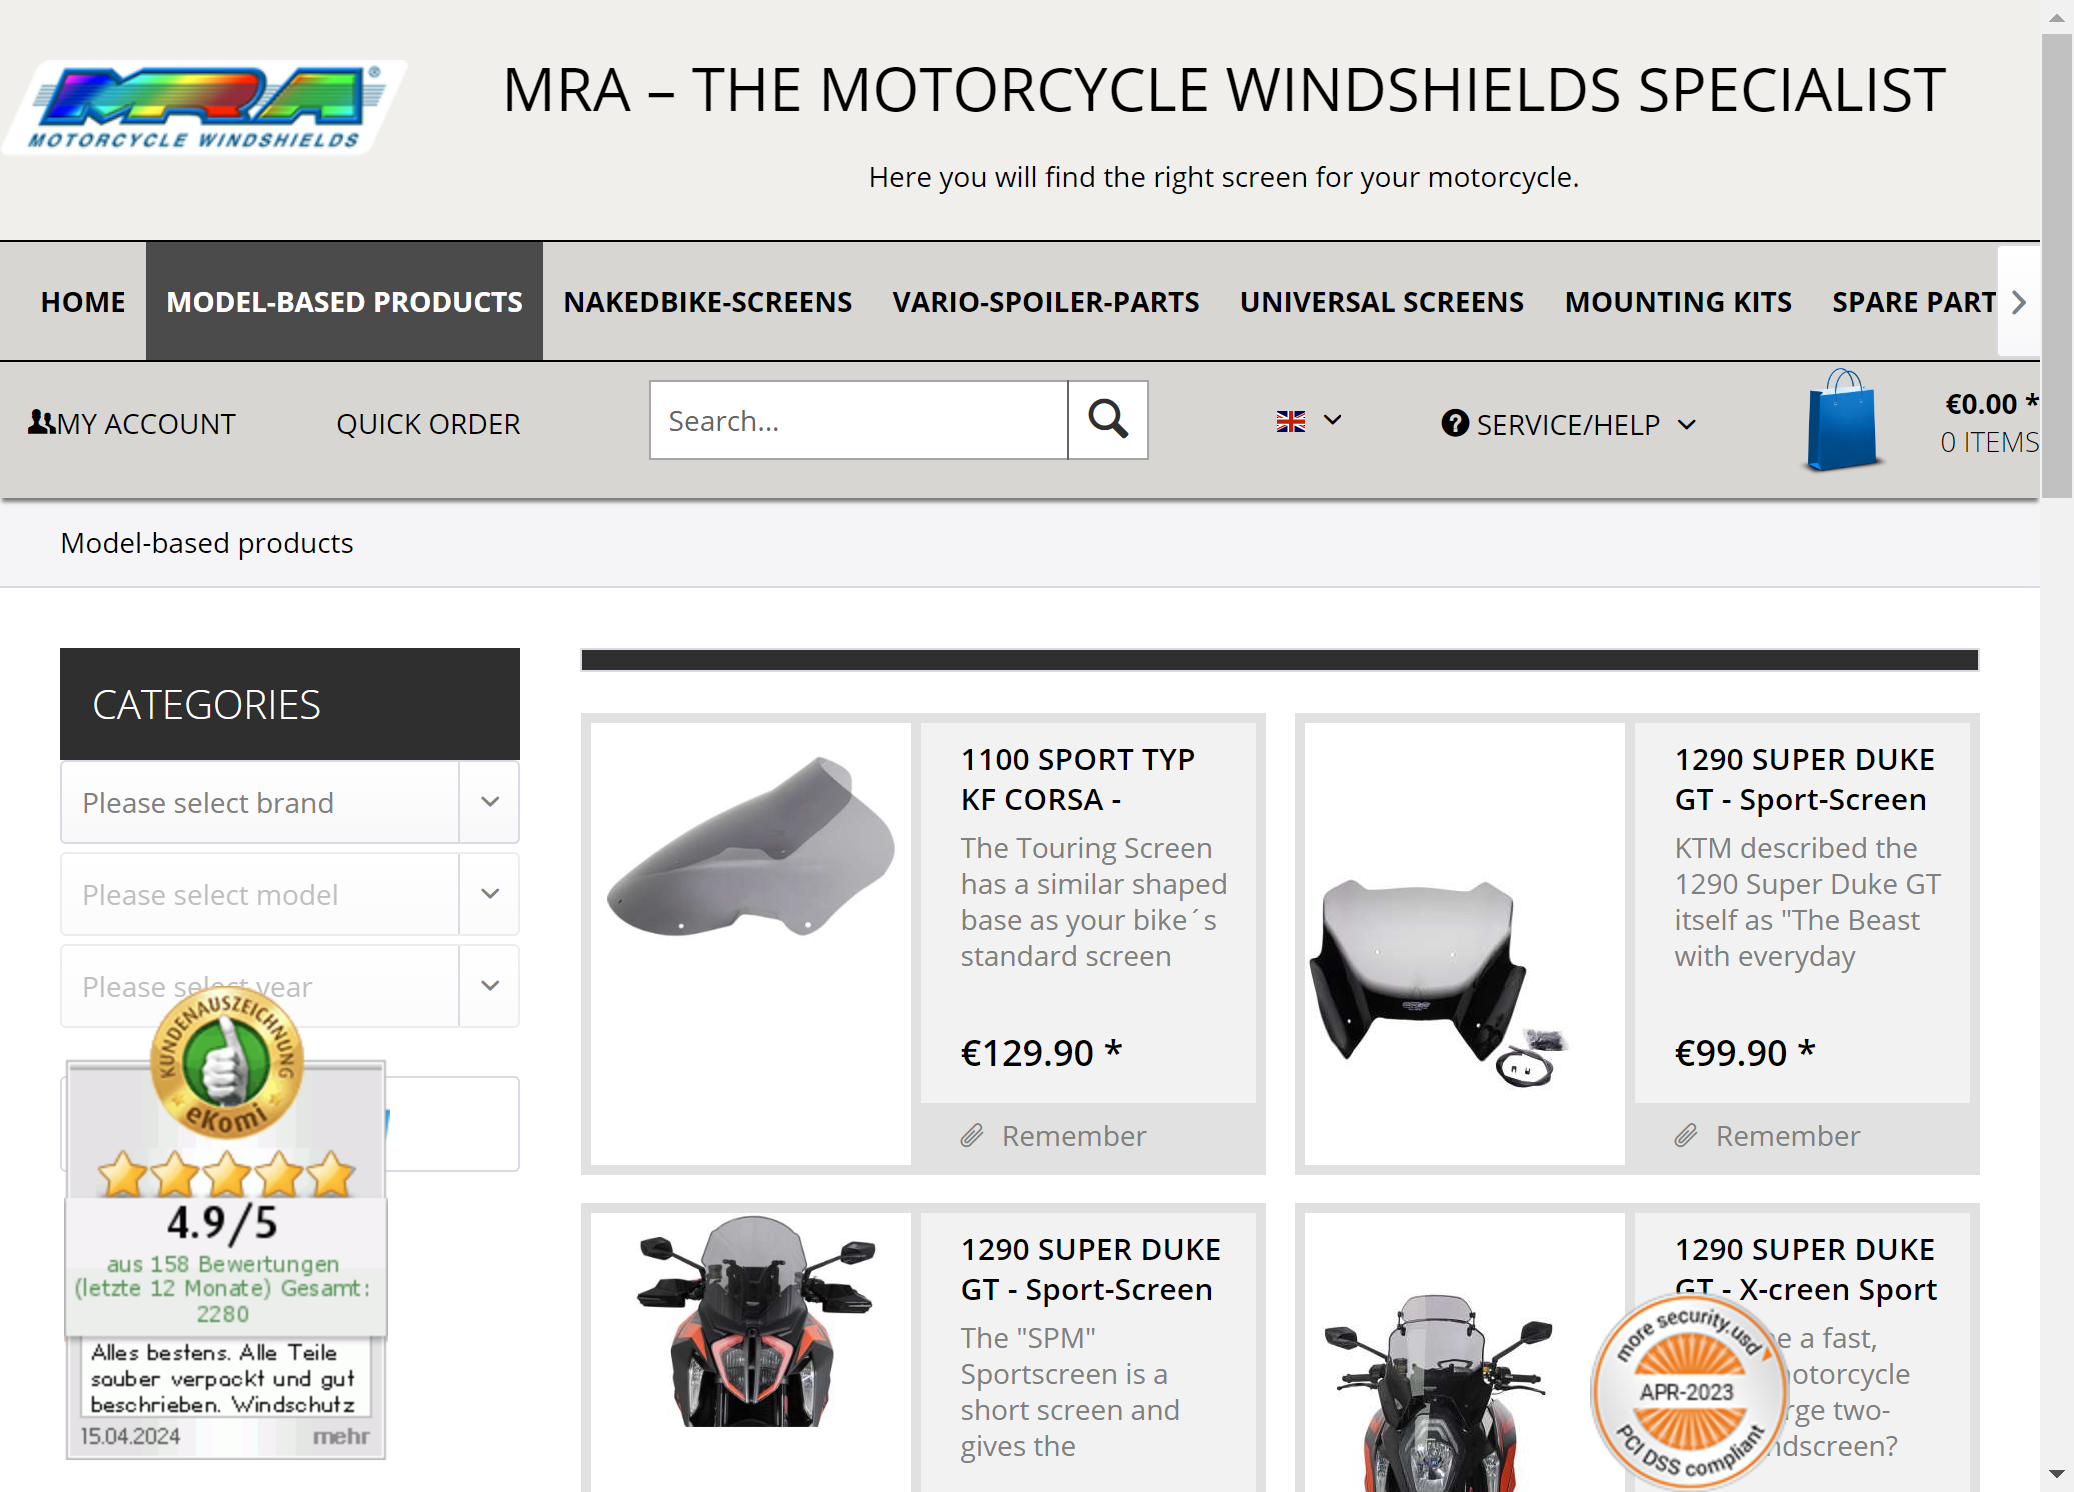 MRA®
MOTORCYCLE WINDSHIELDS
MRA – THE MOTORCYCLE WINDSHIELDS SPECIALIST
Here you will find the right screen for your motorcycle.
HOME
MODEL-BASED PRODUCTS
NAKEDBIKE-SCREENS
VARIO-SPOILER-PARTS
UNIVERSAL SCREENS
MOUNTING KITS
SPARE PART
MY ACCOUNT
QUICK ORDER
Search...
SERVICE/HELP
€0.00 *
0 ITEMS
Model-based products
CATEGORIES
Please select brand
Please select model
Please select year
KUNDENAUSZEICHNUNG
eKomi
4.9/5
aus 158 Bewertungen
(letzte 12 Monate) Gesamt:
2280
Alles bestens. Alle Teile
sauber verpackt und gut
beschrieben. Windschutz
15.04.2024
mehr
1100 SPORT TYP
KF CORSA -
The Touring Screen
has a similar shaped
base as your bike´s
standard screen
€129.90 *
Remember
1290 SUPER DUKE
GT - Sport-Screen
KTM described the
1290 Super Duke GT
itself as "The Beast
with everyday
€99.90 *
Remember
1290 SUPER DUKE
GT - Sport-Screen
The "SPM"
Sportscreen is a
short screen and
gives the
1290 SUPER DUKE
GT - X-creen Sport
a fast,
more security. usd
APR-2023
PCI DSS compliant